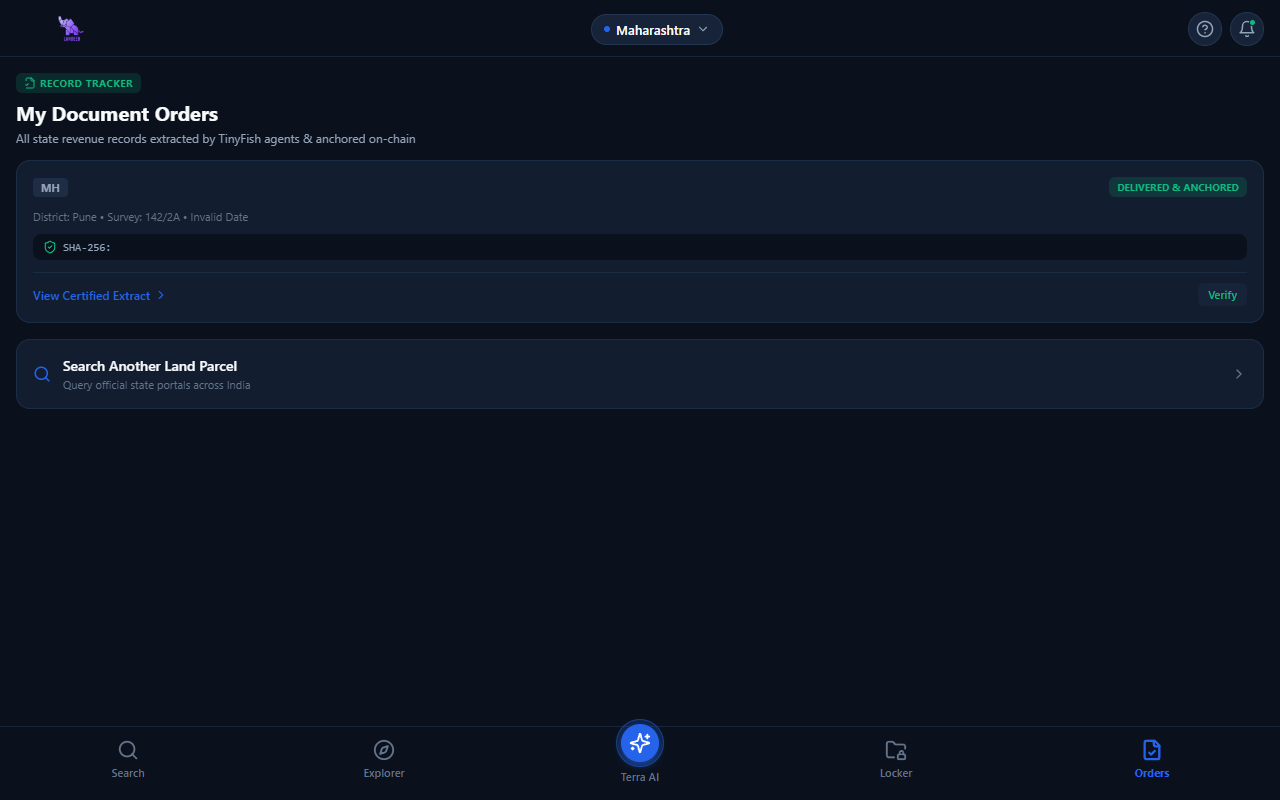 Maharashtra
RECORD TRACKER
My Document Orders
All state revenue records extracted by TinyFish agents & anchored on-chain
MH
DELIVERED & ANCHORED
District: Pune • Survey: 142/2A • Invalid Date
SHA-256:
View Certified Extract
Verify
Search Another Land Parcel
Query official state portals across India
Search
Explorer
Terra AI
Locker
Orders